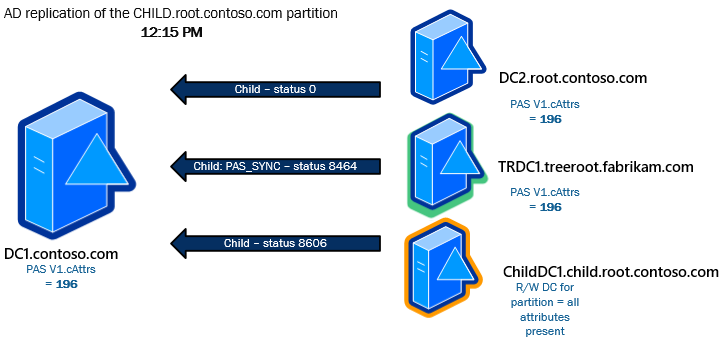 AD replication of the CHILD.root.contoso.com partition
12:15 PM
Child – status 0
DC2.root.contoso.com
PAS V1.cAttrs
= 196
Child: PAS_SYNC – status 8464
TRDC1.treeroot.fabrikam.com
PAS V1.cAttrs
= 196
DC1.contoso.com
PAS V1.cAttrs
= 196
Child – status 8606
ChildDC1.child.root.contoso.com
R/W DC for
partition = all
attributes
present